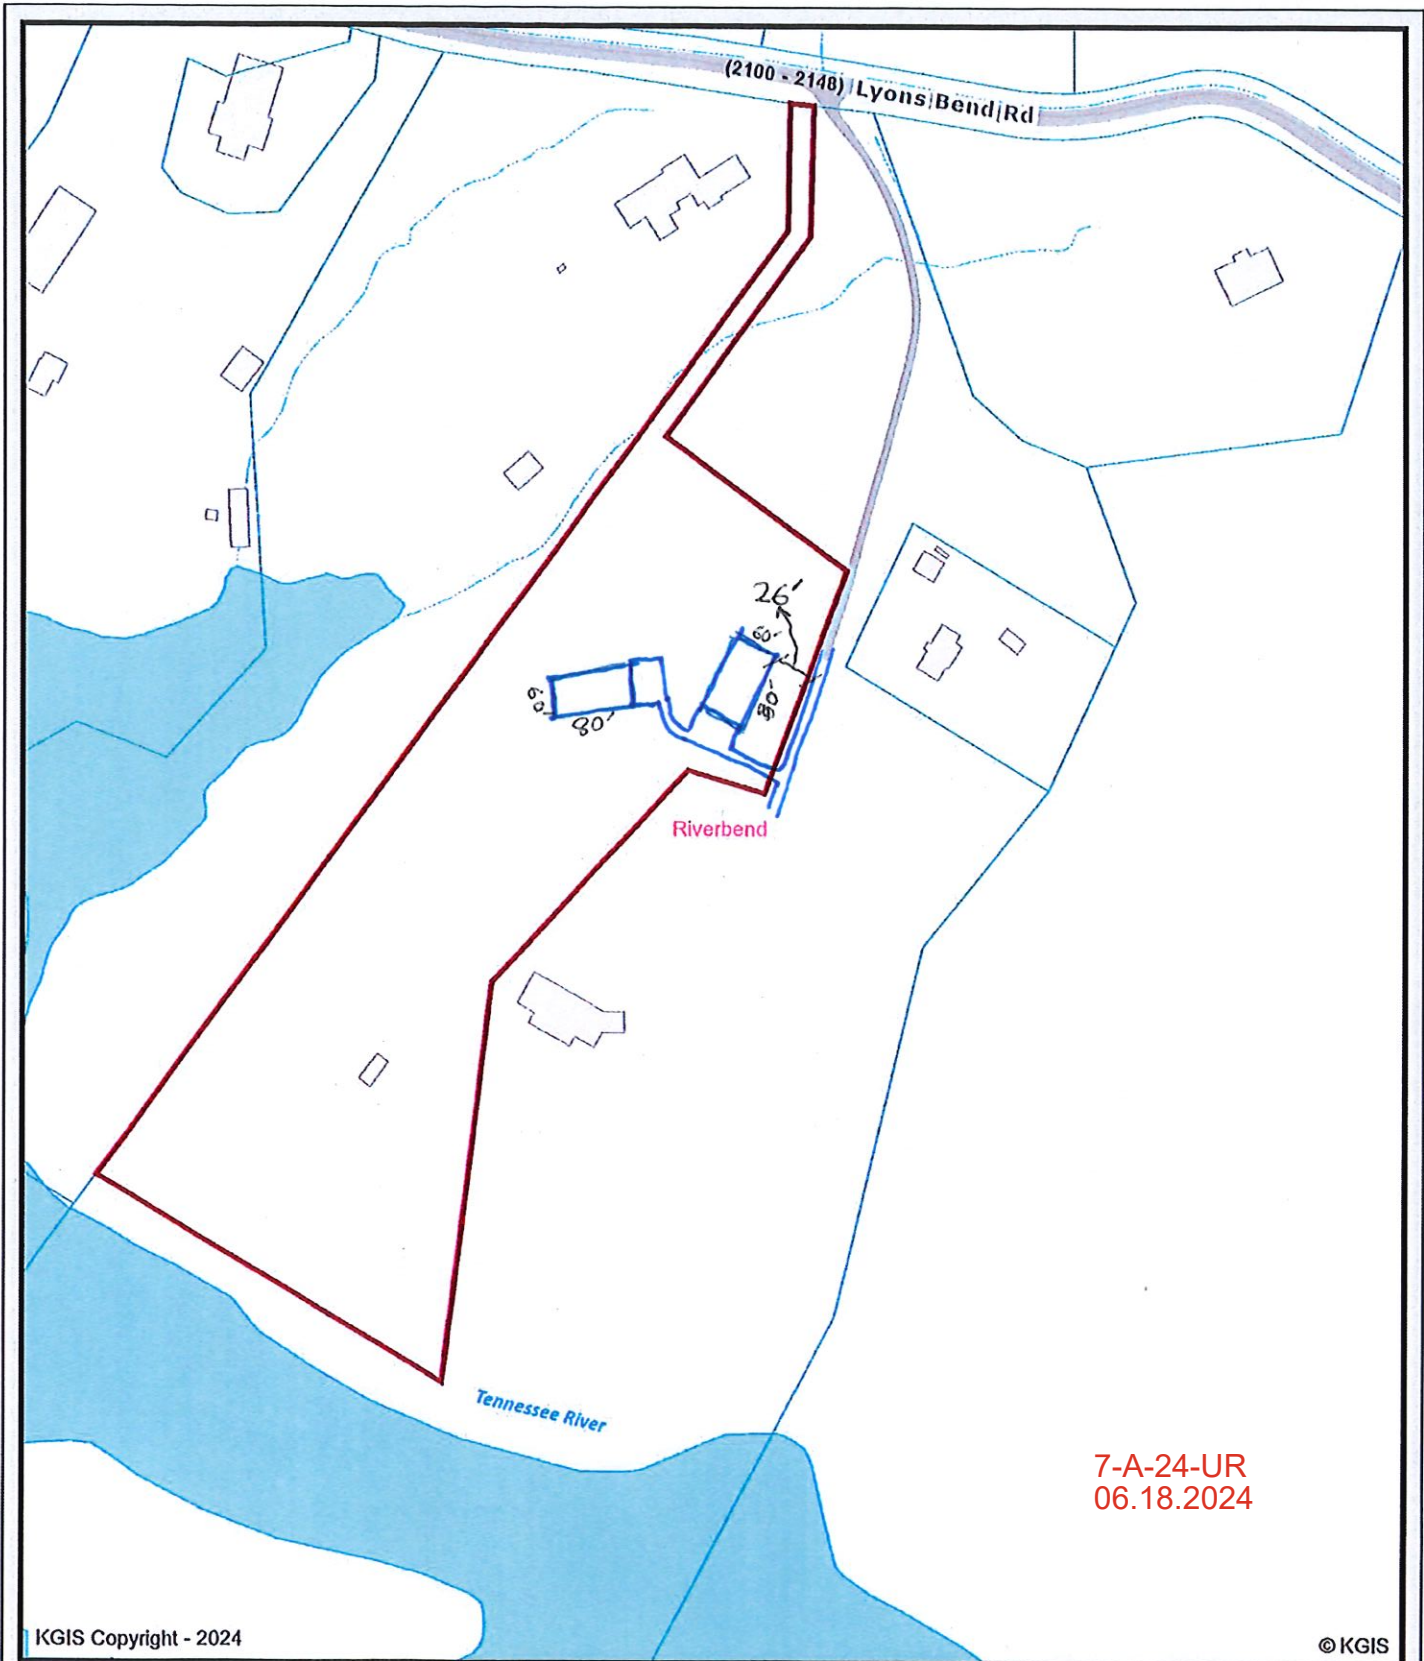 (2100 - 2148) Lyons Bend Rd
26'
60'
80'
60'
80'
Riverbend
Tennessee River
7-A-24-UR
06.18.2024
KGIS Copyright - 2024
© KGIS